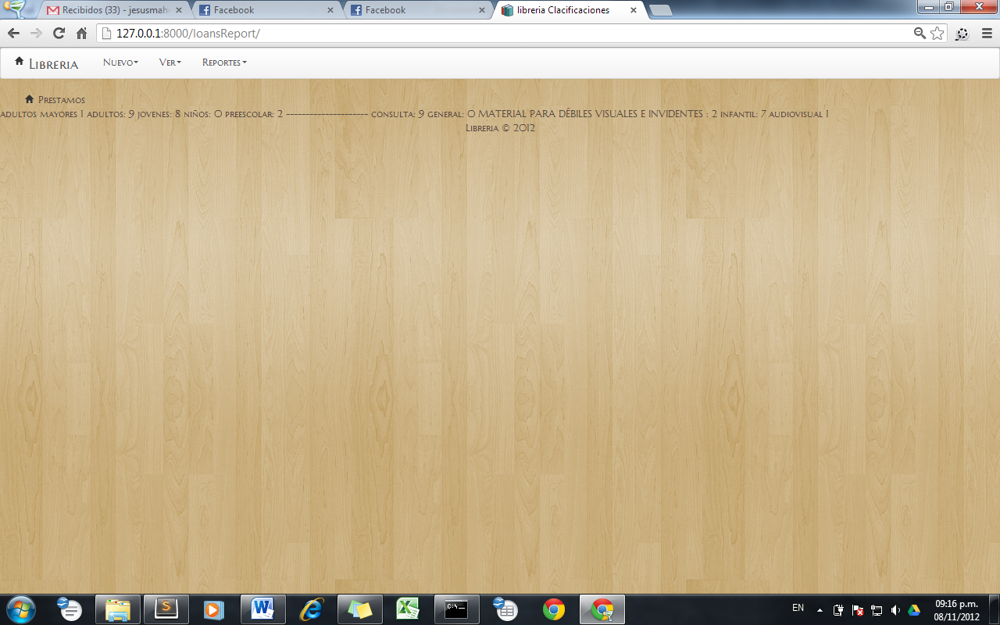 Recibidos (33) - jesusmah
Facebook
Facebook
libreria Clacificaciones
127.0.0.1:8000/loansReport/
Libreria Nuevo Ver Reportes
Prestamos
adultos mayores 1 adultos: 9 jovenes: 8 niños: 0 preescolar: 2 --------------------- consulta: 9 general: 0 MATERIAL PARA DÉBILES VISUALES E INVIDENTES : 2 infantil: 7 audiovisual 1
Libreria © 2012
EN
09:16 p.m.
08/11/2012